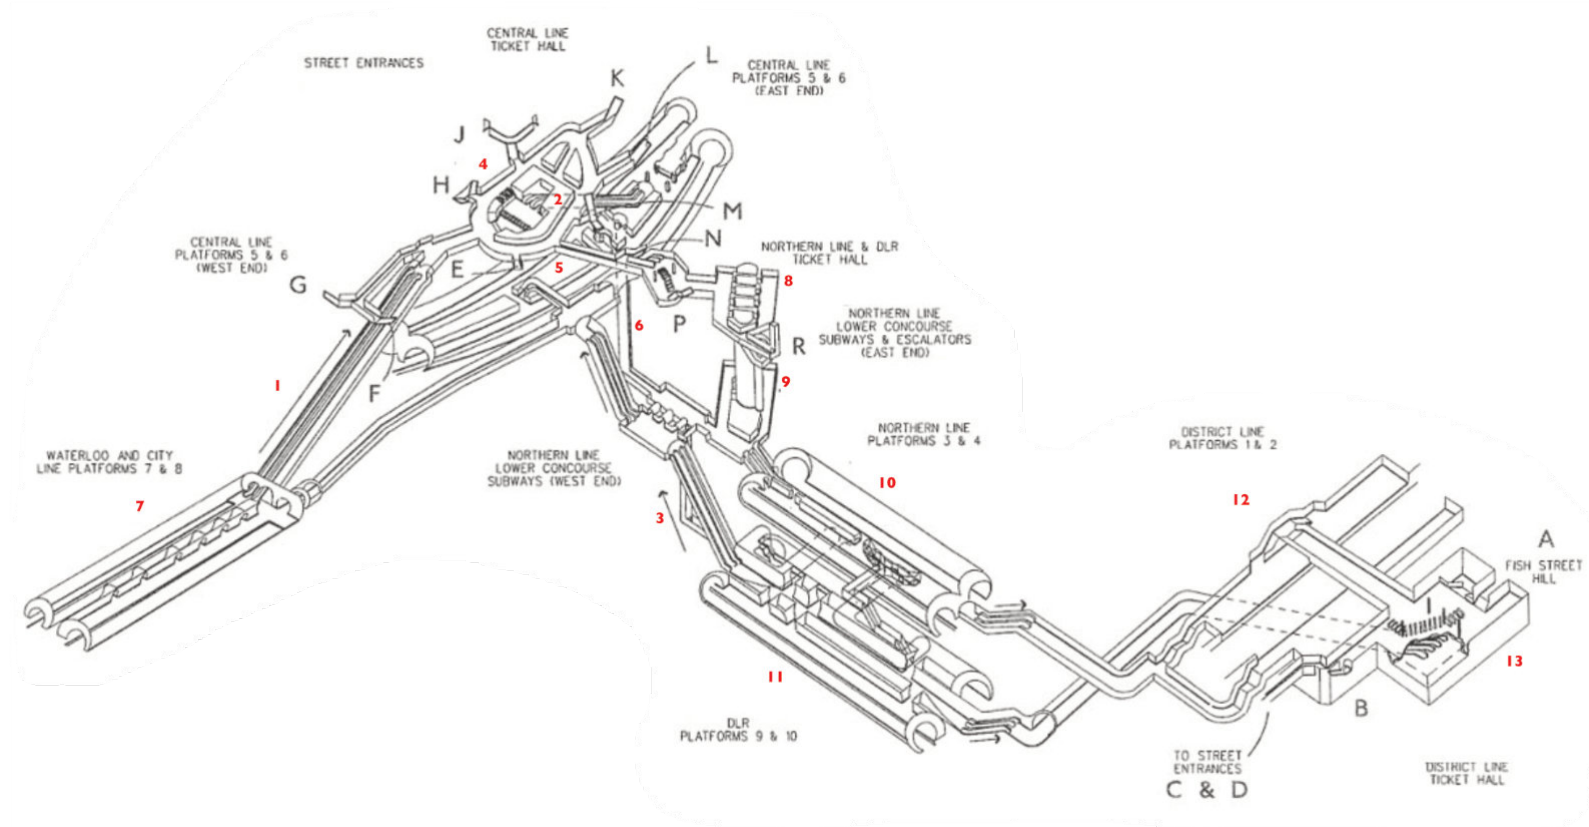 CENTRAL LINE
TICKET HALL
STREET ENTRANCES
L
CENTRAL LINE
PLATFORMS 5 & 6
(EAST END)
K
J
4
H
2
M
N
CENTRAL LINE
PLATFORMS 5 & 6
(WEST END)
G
E
5
NORTHERN LINE & DLR
TICKET HALL
8
6
P
R
NORTHERN LINE
LOWER CONCOURSE
SUBWAYS & ESCALATORS
(EAST END)
1
F
9
WATERLOO AND CITY
LINE PLATFORMS 7 & 8
7
NORTHERN LINE
LOWER CONCOURSE
SUBWAYS (WEST END)
3
NORTHERN LINE
PLATFORMS 3 & 4
10
DISTRICT LINE
PLATFORMS 1 & 2
12
A
FISH STREET
HILL
13
11
B
DLR
PLATFORMS 9 & 10
TO STREET
ENTRANCES
C & D
DISTRICT LINE
TICKET HALL